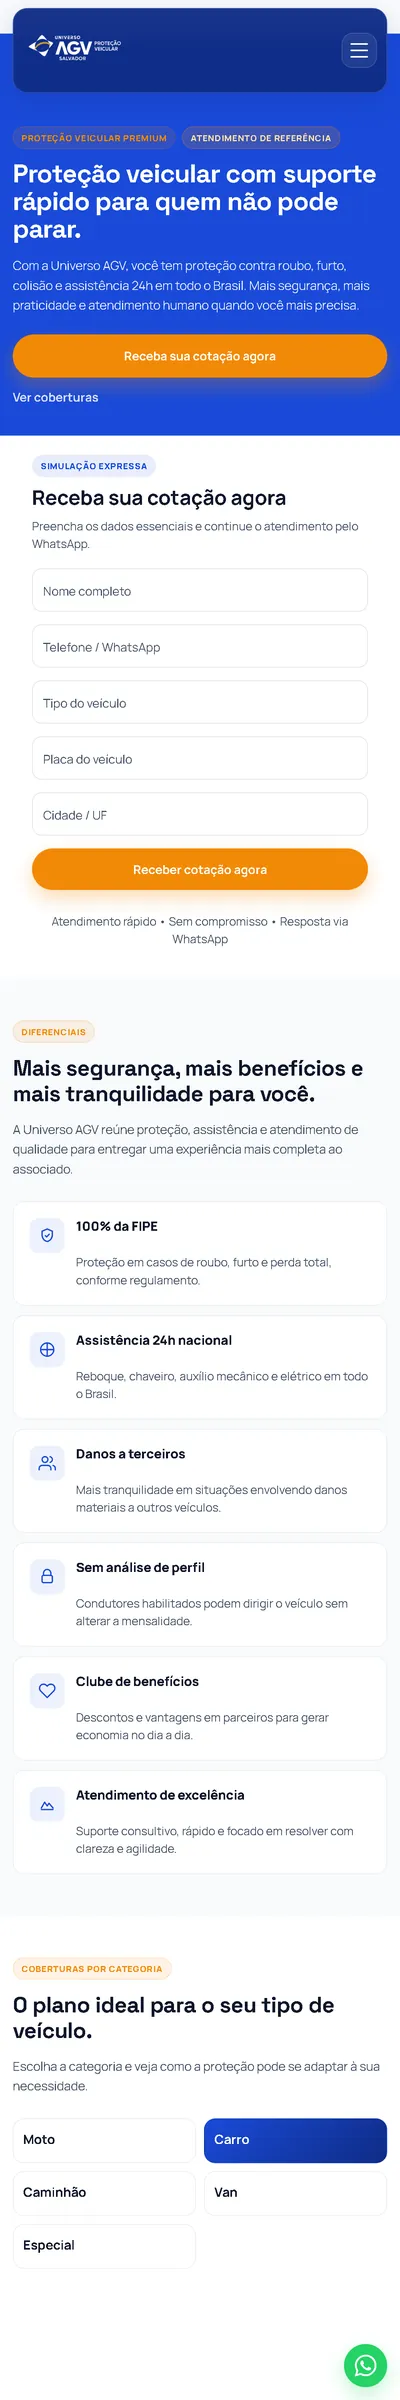 UNIVERSO
AGV
PROTEÇÃO
VEICULAR
SALVADOR
PROTEÇÃO VEICULAR PREMIUM
ATENDIMENTO DE REFERÊNCIA
Proteção veicular com suporte
rápido para quem não pode
parar.
Com a Universo AGV, você tem proteção contra roubo, furto,
colisão e assistência 24h em todo o Brasil. Mais segurança, mais
praticidade e atendimento humano quando você mais precisa.
Receba sua cotação agora
Ver coberturas
SIMULAÇÃO EXPRESSA
Receba sua cotação agora
Preencha os dados essenciais e continue o atendimento pelo
WhatsApp.
Nome completo
Telefone / WhatsApp
Tipo do veículo
Placa do veículo
Cidade / UF
Receber cotação agora
Atendimento rápido • Sem compromisso • Resposta via
WhatsApp
DIFERENCIAIS
Mais segurança, mais benefícios e
mais tranquilidade para você.
A Universo AGV reúne proteção, assistência e atendimento de
qualidade para entregar uma experiência mais completa ao
associado.
100% da FIPE
Proteção em casos de roubo, furto e perda total,
conforme regulamento.
Assistência 24h nacional
Reboque, chaveiro, auxílio mecânico e elétrico em todo
o Brasil.
Danos a terceiros
Mais tranquilidade em situações envolvendo danos
materiais a outros veículos.
Sem análise de perfil
Condutores habilitados podem dirigir o veículo sem
alterar a mensalidade.
Clube de benefícios
Descontos e vantagens em parceiros para gerar
economia no dia a dia.
Atendimento de excelência
Suporte consultivo, rápido e focado em resolver com
clareza e agilidade.
COBERTURAS POR CATEGORIA
O plano ideal para o seu tipo de
veículo.
Escolha a categoria e veja como a proteção pode se adaptar à sua
necessidade.
Moto
Carro
Caminhão
Van
Especial